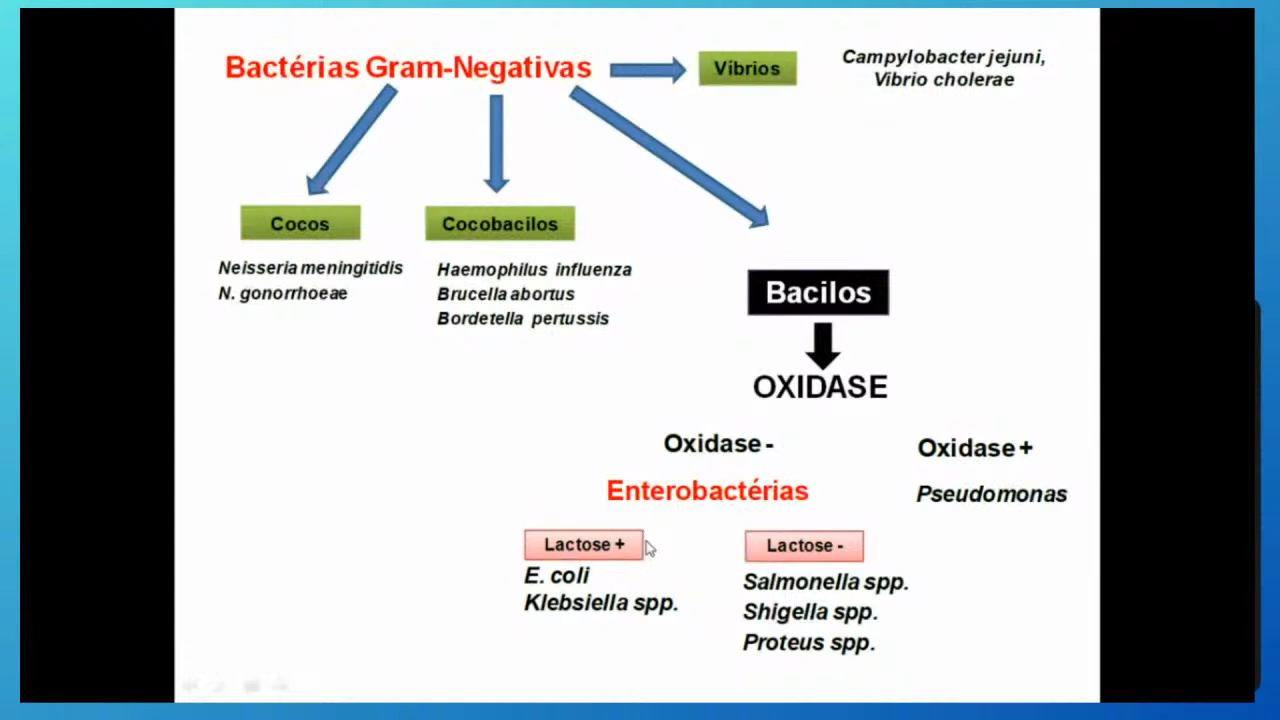 Bactérias Gram-Negativas
Vibrios
Campylobacter jejuni,
Vibrio cholerae
Cocos
Neisseria meningitidis
N. gonorrhoeae
Cocobacilos
Haemophilus influenza
Brucella abortus
Bordetella pertussis
Bacilos
OXIDASE
Oxidase -
Enterobactérias
Oxidase +
Pseudomonas
Lactose +
E. coli
Klebsiella spp.
Lactose -
Salmonella spp.
Shigella spp.
Proteus spp.